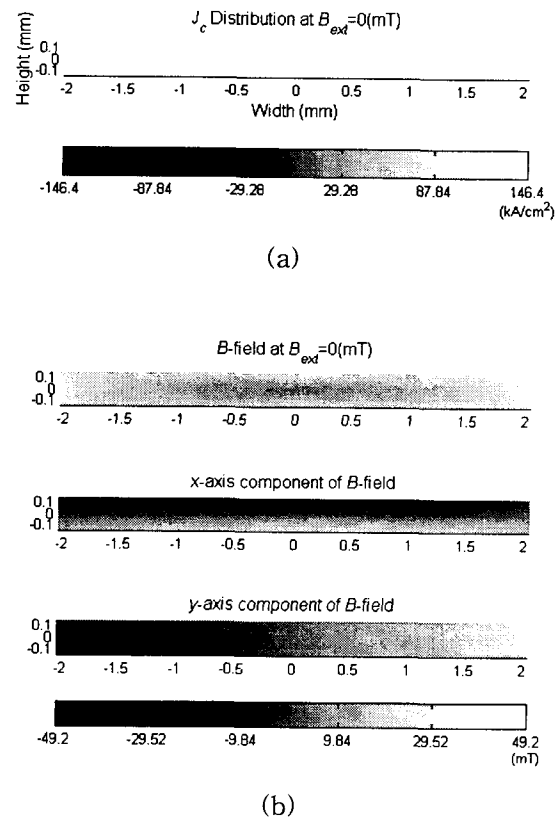 J_c Distribution at B_ext=0(mT)
Height (mm)
0.1
0
-0.1
-2 -1.5 -1 -0.5 0 0.5 1 1.5 2
Width (mm)
-146.4 -87.84 -29.28 29.28 87.84 146.4
(kA/cm²)
(a)
B-field at B_ext=0(mT)
0.1
0
-0.1
-2 -1.5 -1 -0.5 0 0.5 1 1.5 2
x-axis component of B-field
0.1
0
-0.1
-2 -1.5 -1 -0.5 0 0.5 1 1.5 2
y-axis component of B-field
0.1
0
-0.1
-2 -1.5 -1 -0.5 0 0.5 1 1.5 2
-49.2 -29.52 -9.84 9.84 29.52 49.2
(mT)
(b)